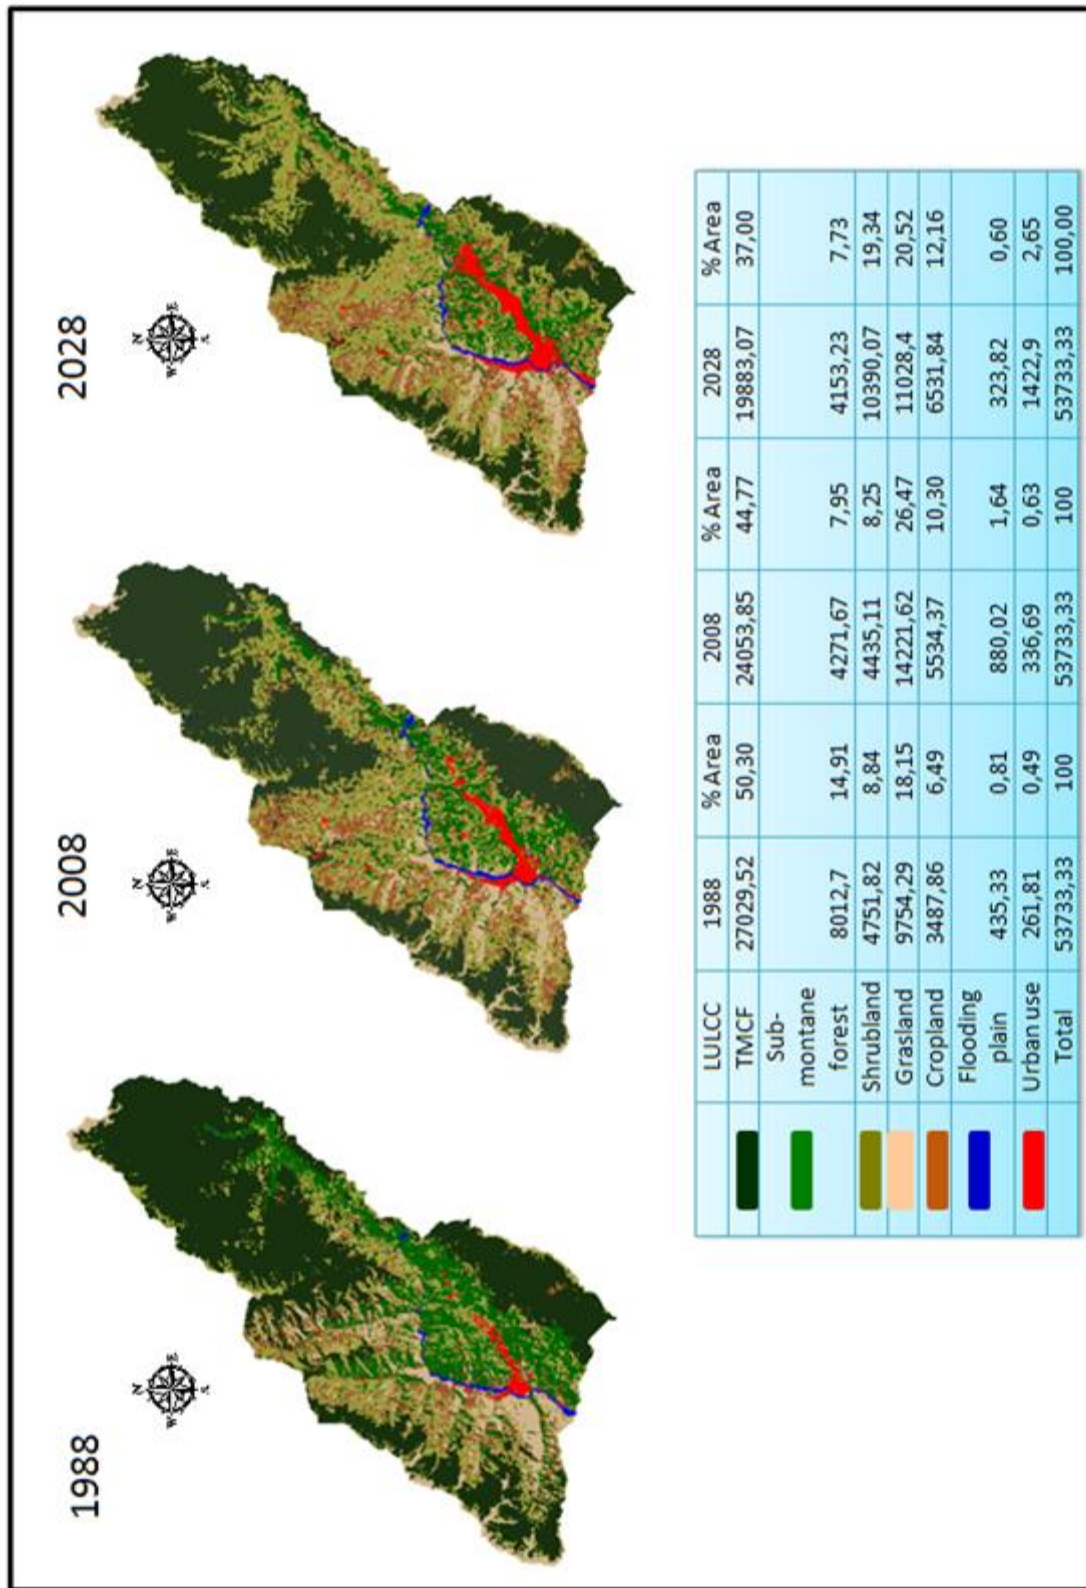 1988
2008
2028
N
W E
S
N
W E
S
N
W E
S
LULCC 1988 % Area 2008 % Area 2028 % Area
TMCF 27029,52 50,30 24053,85 44,77 19883,07 37,00
Sub-
montane
forest 8012,7 14,91 4271,67 7,95 4153,23 7,73
Shrubland 4751,82 8,84 4435,11 8,25 10390,07 19,34
Grasland 9754,29 18,15 14221,62 26,47 11028,4 20,52
Cropland 3487,86 6,49 5534,37 10,30 6531,84 12,16
Flooding
plain 435,33 0,81 880,02 1,64 323,82 0,60
Urban use 261,81 0,49 336,69 0,63 1422,9 2,65
Total 53733,33 100 53733,33 100 53733,33 100,00